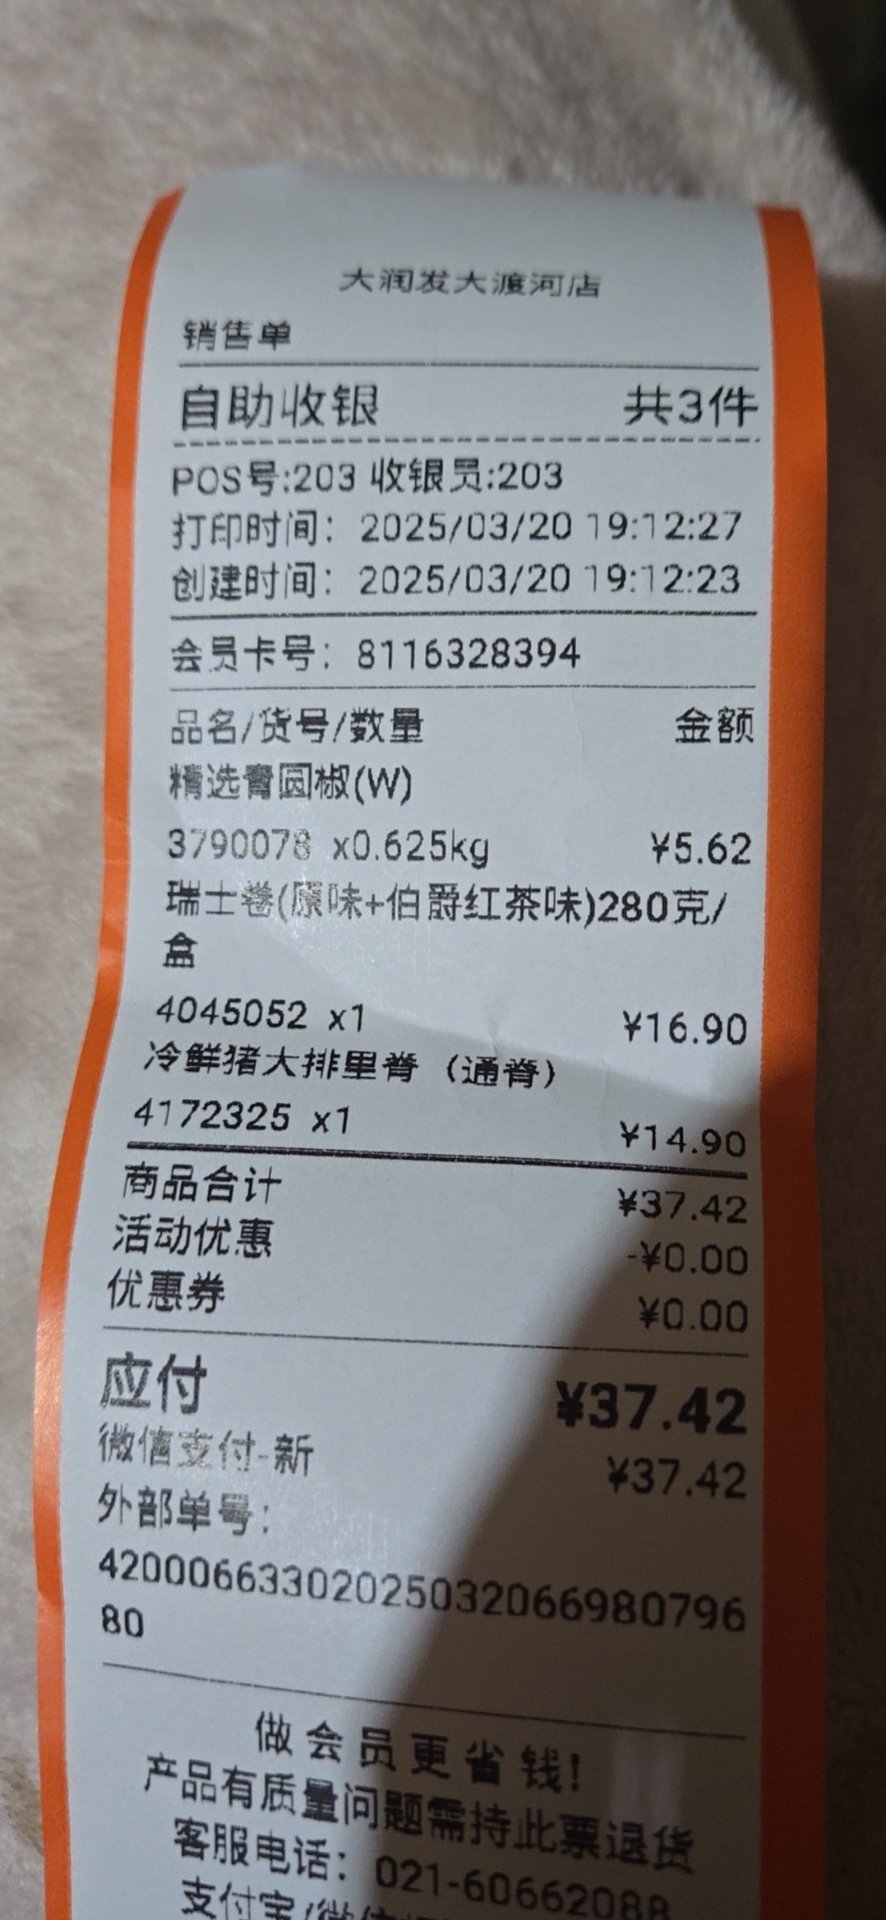 大润发大渡河店
销售单
自助收银 共3件
POS号:203 收银员:203
打印时间: 2025/03/20 19:12:27
创建时间: 2025/03/20 19:12:23
会员卡号: 8116328394
品名/货号/数量 金额
精选青圆椒(W)
3790078 x0.625kg ¥5.62
瑞士卷(原味+伯爵红茶味)280克/
盒
4045052 x1 ¥16.90
冷鲜猪大排里脊（通脊）
4172325 x1 ¥14.90
商品合计 ¥37.42
活动优惠 -¥0.00
优惠券 ¥0.00
应付 ¥37.42
微信支付-新 ¥37.42
外部单号:
42000663302025032066980796
80
做会员更省钱!
产品有质量问题需持此票退货
客服电话: 021-60662088
支付宝/微信